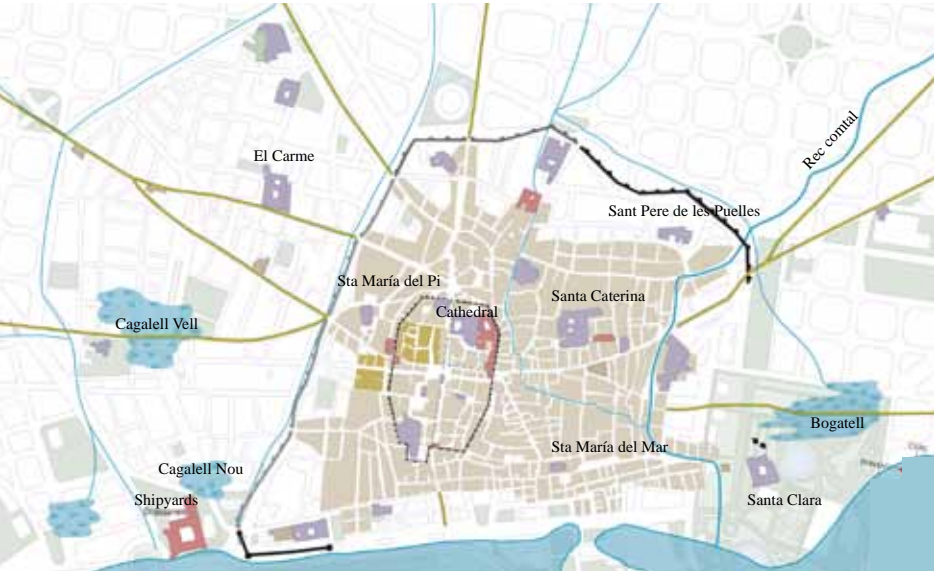 Rec comtal
El Carme
Sant Pere de les Puelles
Sta María del Pi
Santa Caterina
Cathedral
Cagalell Vell
Bogatell
Sta María del Mar
Cagalell Nou
Shipyards
Santa Clara